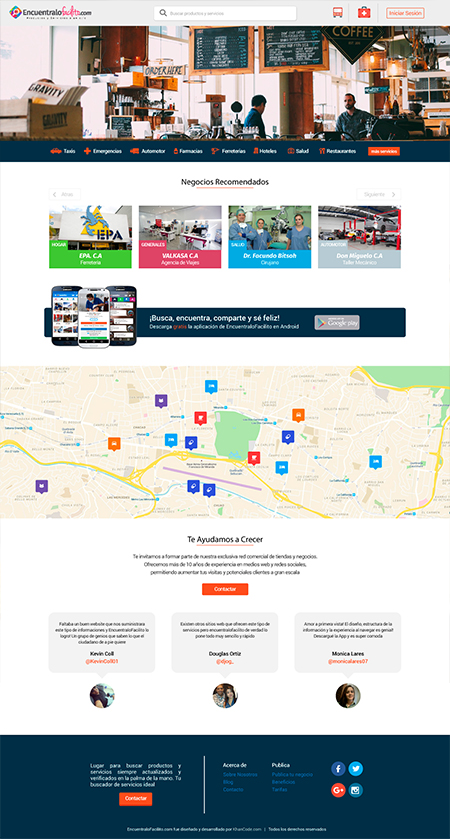 EncuentraloFacilito.com
Buscar productos y servicios
Iniciar Sesión
COFFEE
ORDER HERE!
GRAVITY
GRAVITY
Taxis Emergencias Automotor Farmacias Ferreterías Hoteles Salud Restaurantes más servicios
Negocios Recomendados
Atras Siguiente
EPA
HOGAR GENERALES SALUD AUTOMOTOR
EPA. C.A VALKASA C.A Dr. Facundo Bitsoh Don Miguelo C.A
Ferretería Agencia de Viajes Cirujano Taller Mecánico
¡Busca, encuentra, comparte y sé feliz!
Descarga gratis la aplicación de EncuentraloFacilito en Android
Google play
Te Ayudamos a Crecer
Te invitamos a formar parte de nuestra exclusiva red comercial de tiendas y negocios.
Ofrecemos más de 10 años de experiencia en medios web y redes sociales,
permitiendo aumentar tus visitas y potenciales clientes a gran escala
Contactar
Faltaba un buen website que nos suministrara
este tipo de informaciones y EncuentraloFacilito lo
logro! Un grupo de genios que saben lo que el
ciudadano de a pie quiere
Kevin Coll
@KevinColl01
Existen otros sitios web que ofrecen este tipo de
servicios pero encuentrofacilito de verdad lo
pone todo muy sencillo y rápido
Douglas Ortiz
@djog_
Amor a primera vista! El diseño, estructura de la
información y la experiencia al navegar es genial!
Descargué la App y es super comoda
Monica Lares
@monicalares07
Lugar para buscar productos y
servicios siempre actualizados y
verificados en la palma de la mano. Tu
buscador de servicios ideal
Contactar
Acerca de
Sobre Nosotros
Blog
Contacto
Publica
Publica tu negocio
Beneficios
Tarifas
EncuentraloFacilito.com fue diseñado y desarrollado por KhanCode.com | Todos los derechos reservados